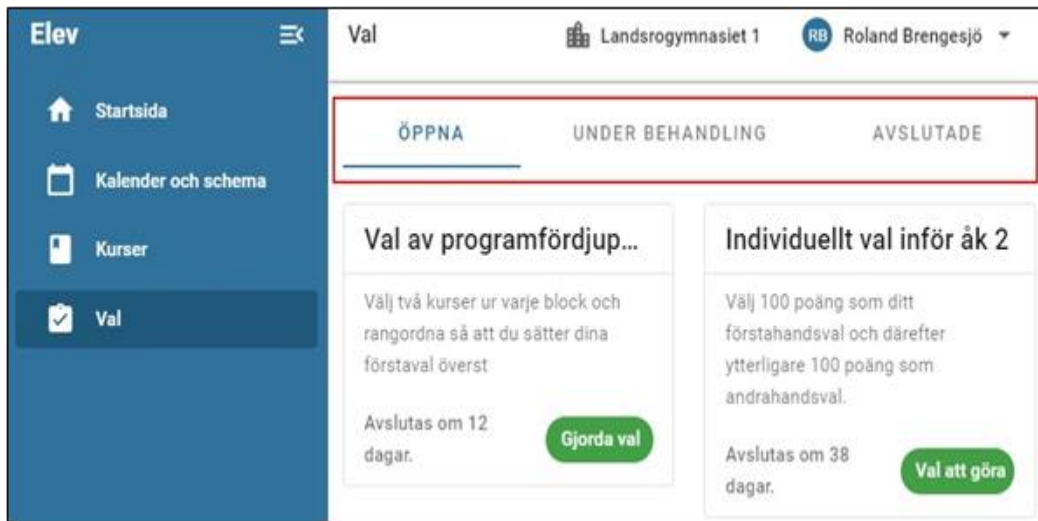 Elev
Startsida
Kalender och schema
Kurser
Val
Val
Landsrogymnasiet 1
RB Roland Brengesjö
ÖPPNA
UNDER BEHANDLING
AVSLUTADE
Val av programfördjup...
Välj två kurser ur varje block och
rangordna så att du sätter dina
förstaval överst
Avslutas om 12
dagar.
Gjorda val
Individuellt val inför åk 2
Välj 100 poäng som ditt
förstahandsval och därefter
ytterligare 100 poäng som
andrahandsval.
Avslutas om 38
dagar.
Val att göra